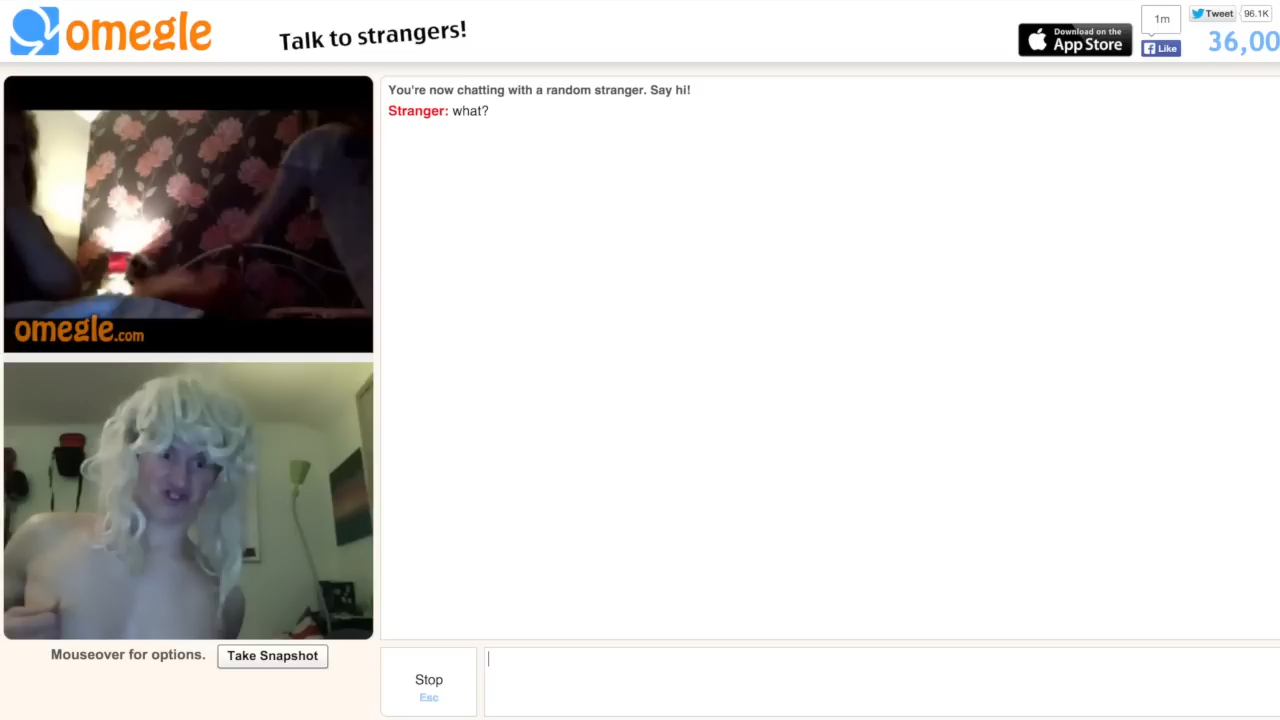 omegle
Talk to strangers!
Download on the
App Store
1m
Like
Tweet
96.1K
36,00
You're now chatting with a random stranger. Say hi!
Stranger: what?
omegle.com
Mouseover for options.
Take Snapshot
Stop
Esc